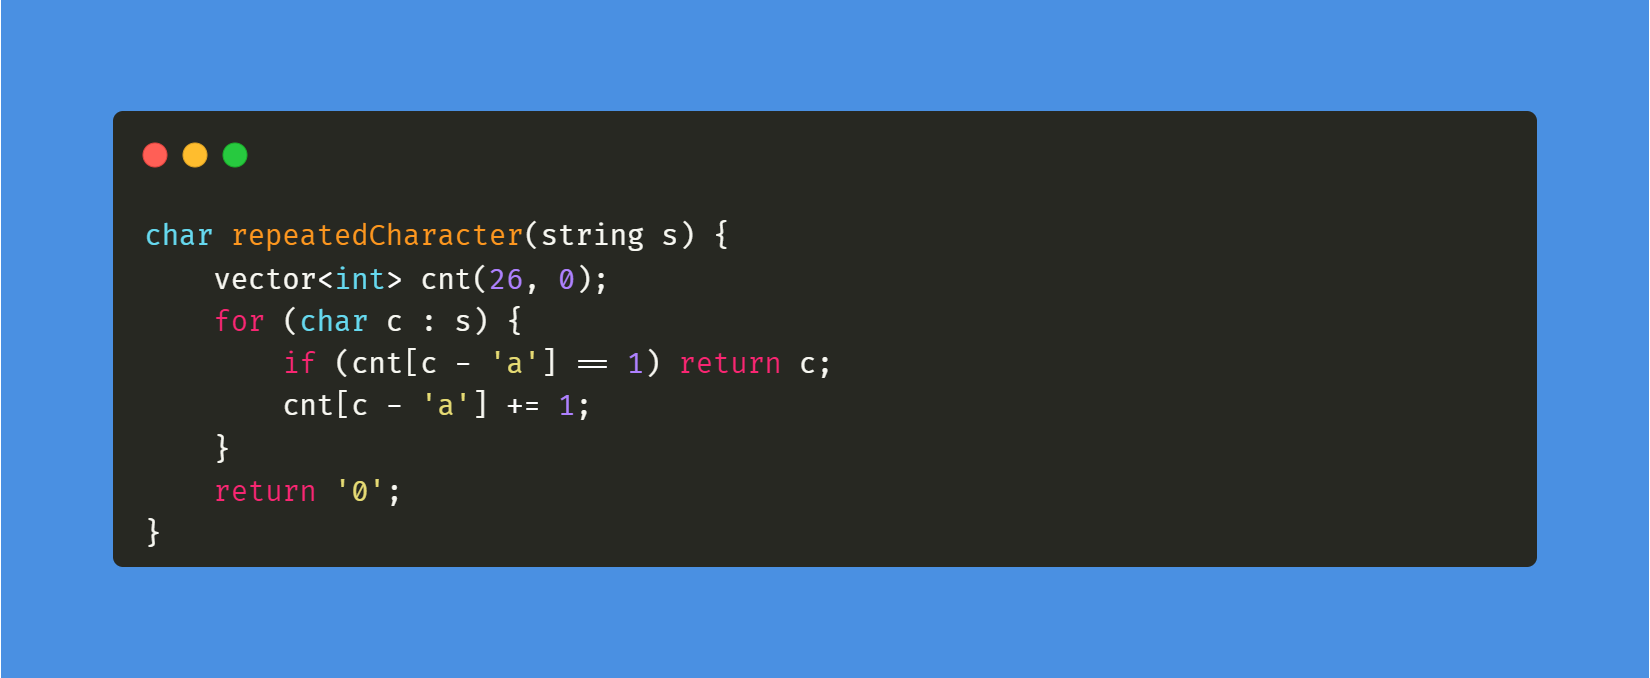 char repeatedCharacter(string s) {
    vector<int> cnt(26, 0);
    for (char c : s) {
        if (cnt[c - 'a'] == 1) return c;
        cnt[c - 'a'] += 1;
    }
    return '0';
}